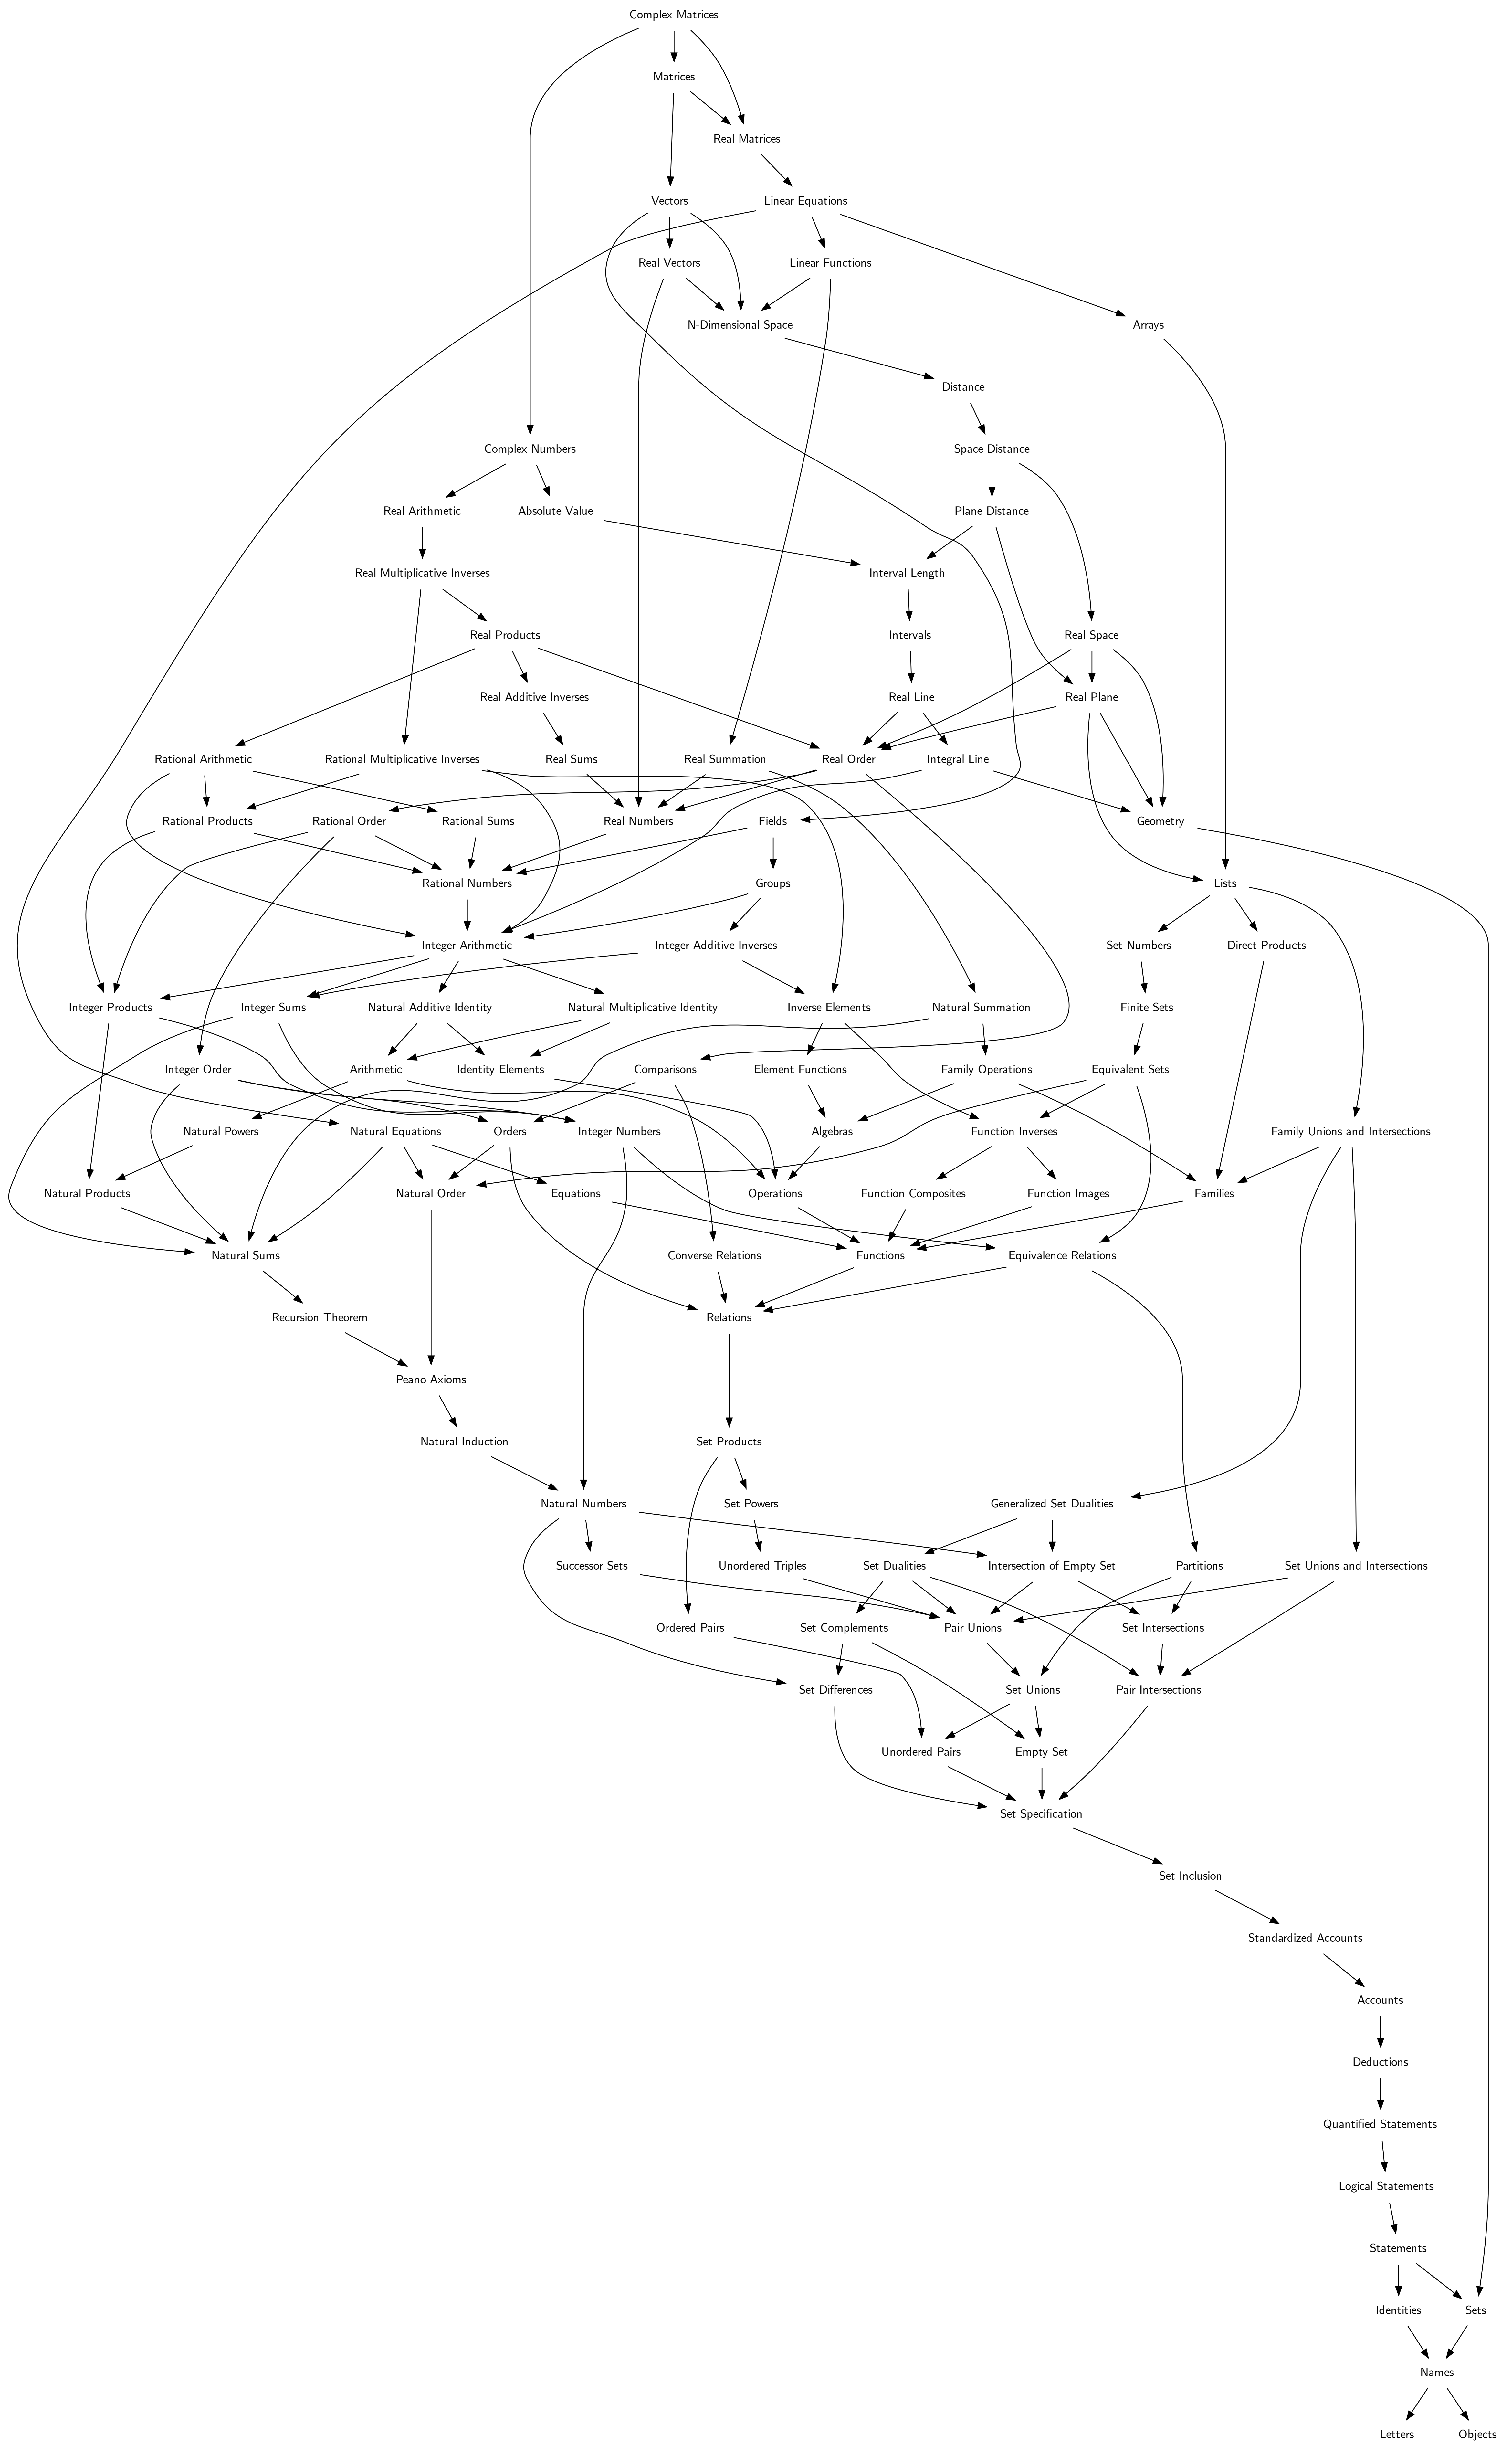 Complex Matrices
Matrices
Real Matrices
Vectors
Linear Equations
Real Vectors
Linear Functions
N-Dimensional Space
Arrays
Distance
Complex Numbers
Space Distance
Real Arithmetic
Absolute Value
Plane Distance
Real Multiplicative Inverses
Interval Length
Real Products
Intervals
Real Space
Real Additive Inverses
Real Line
Real Plane
Rational Arithmetic
Rational Multiplicative Inverses
Real Sums
Real Summation
Real Order
Integral Line
Rational Products
Rational Order
Rational Sums
Real Numbers
Fields
Geometry
Rational Numbers
Groups
Lists
Integer Arithmetic
Integer Additive Inverses
Set Numbers
Direct Products
Integer Products
Integer Sums
Natural Additive Identity
Natural Multiplicative Identity
Inverse Elements
Natural Summation
Finite Sets
Integer Order
Arithmetic
Identity Elements
Comparisons
Element Functions
Family Operations
Equivalent Sets
Natural Powers
Natural Equations
Orders
Integer Numbers
Algebras
Function Inverses
Family Unions and Intersections
Natural Products
Natural Order
Equations
Operations
Function Composites
Function Images
Families
Natural Sums
Converse Relations
Functions
Equivalence Relations
Recursion Theorem
Relations
Peano Axioms
Natural Induction
Set Products
Natural Numbers
Set Powers
Generalized Set Dualities
Successor Sets
Unordered Triples
Set Dualities
Intersection of Empty Set
Partitions
Set Unions and Intersections
Ordered Pairs
Set Complements
Pair Unions
Set Intersections
Set Differences
Set Unions
Pair Intersections
Unordered Pairs
Empty Set
Set Specification
Set Inclusion
Standardized Accounts
Accounts
Deductions
Quantified Statements
Logical Statements
Statements
Identities
Sets
Names
Letters
Objects